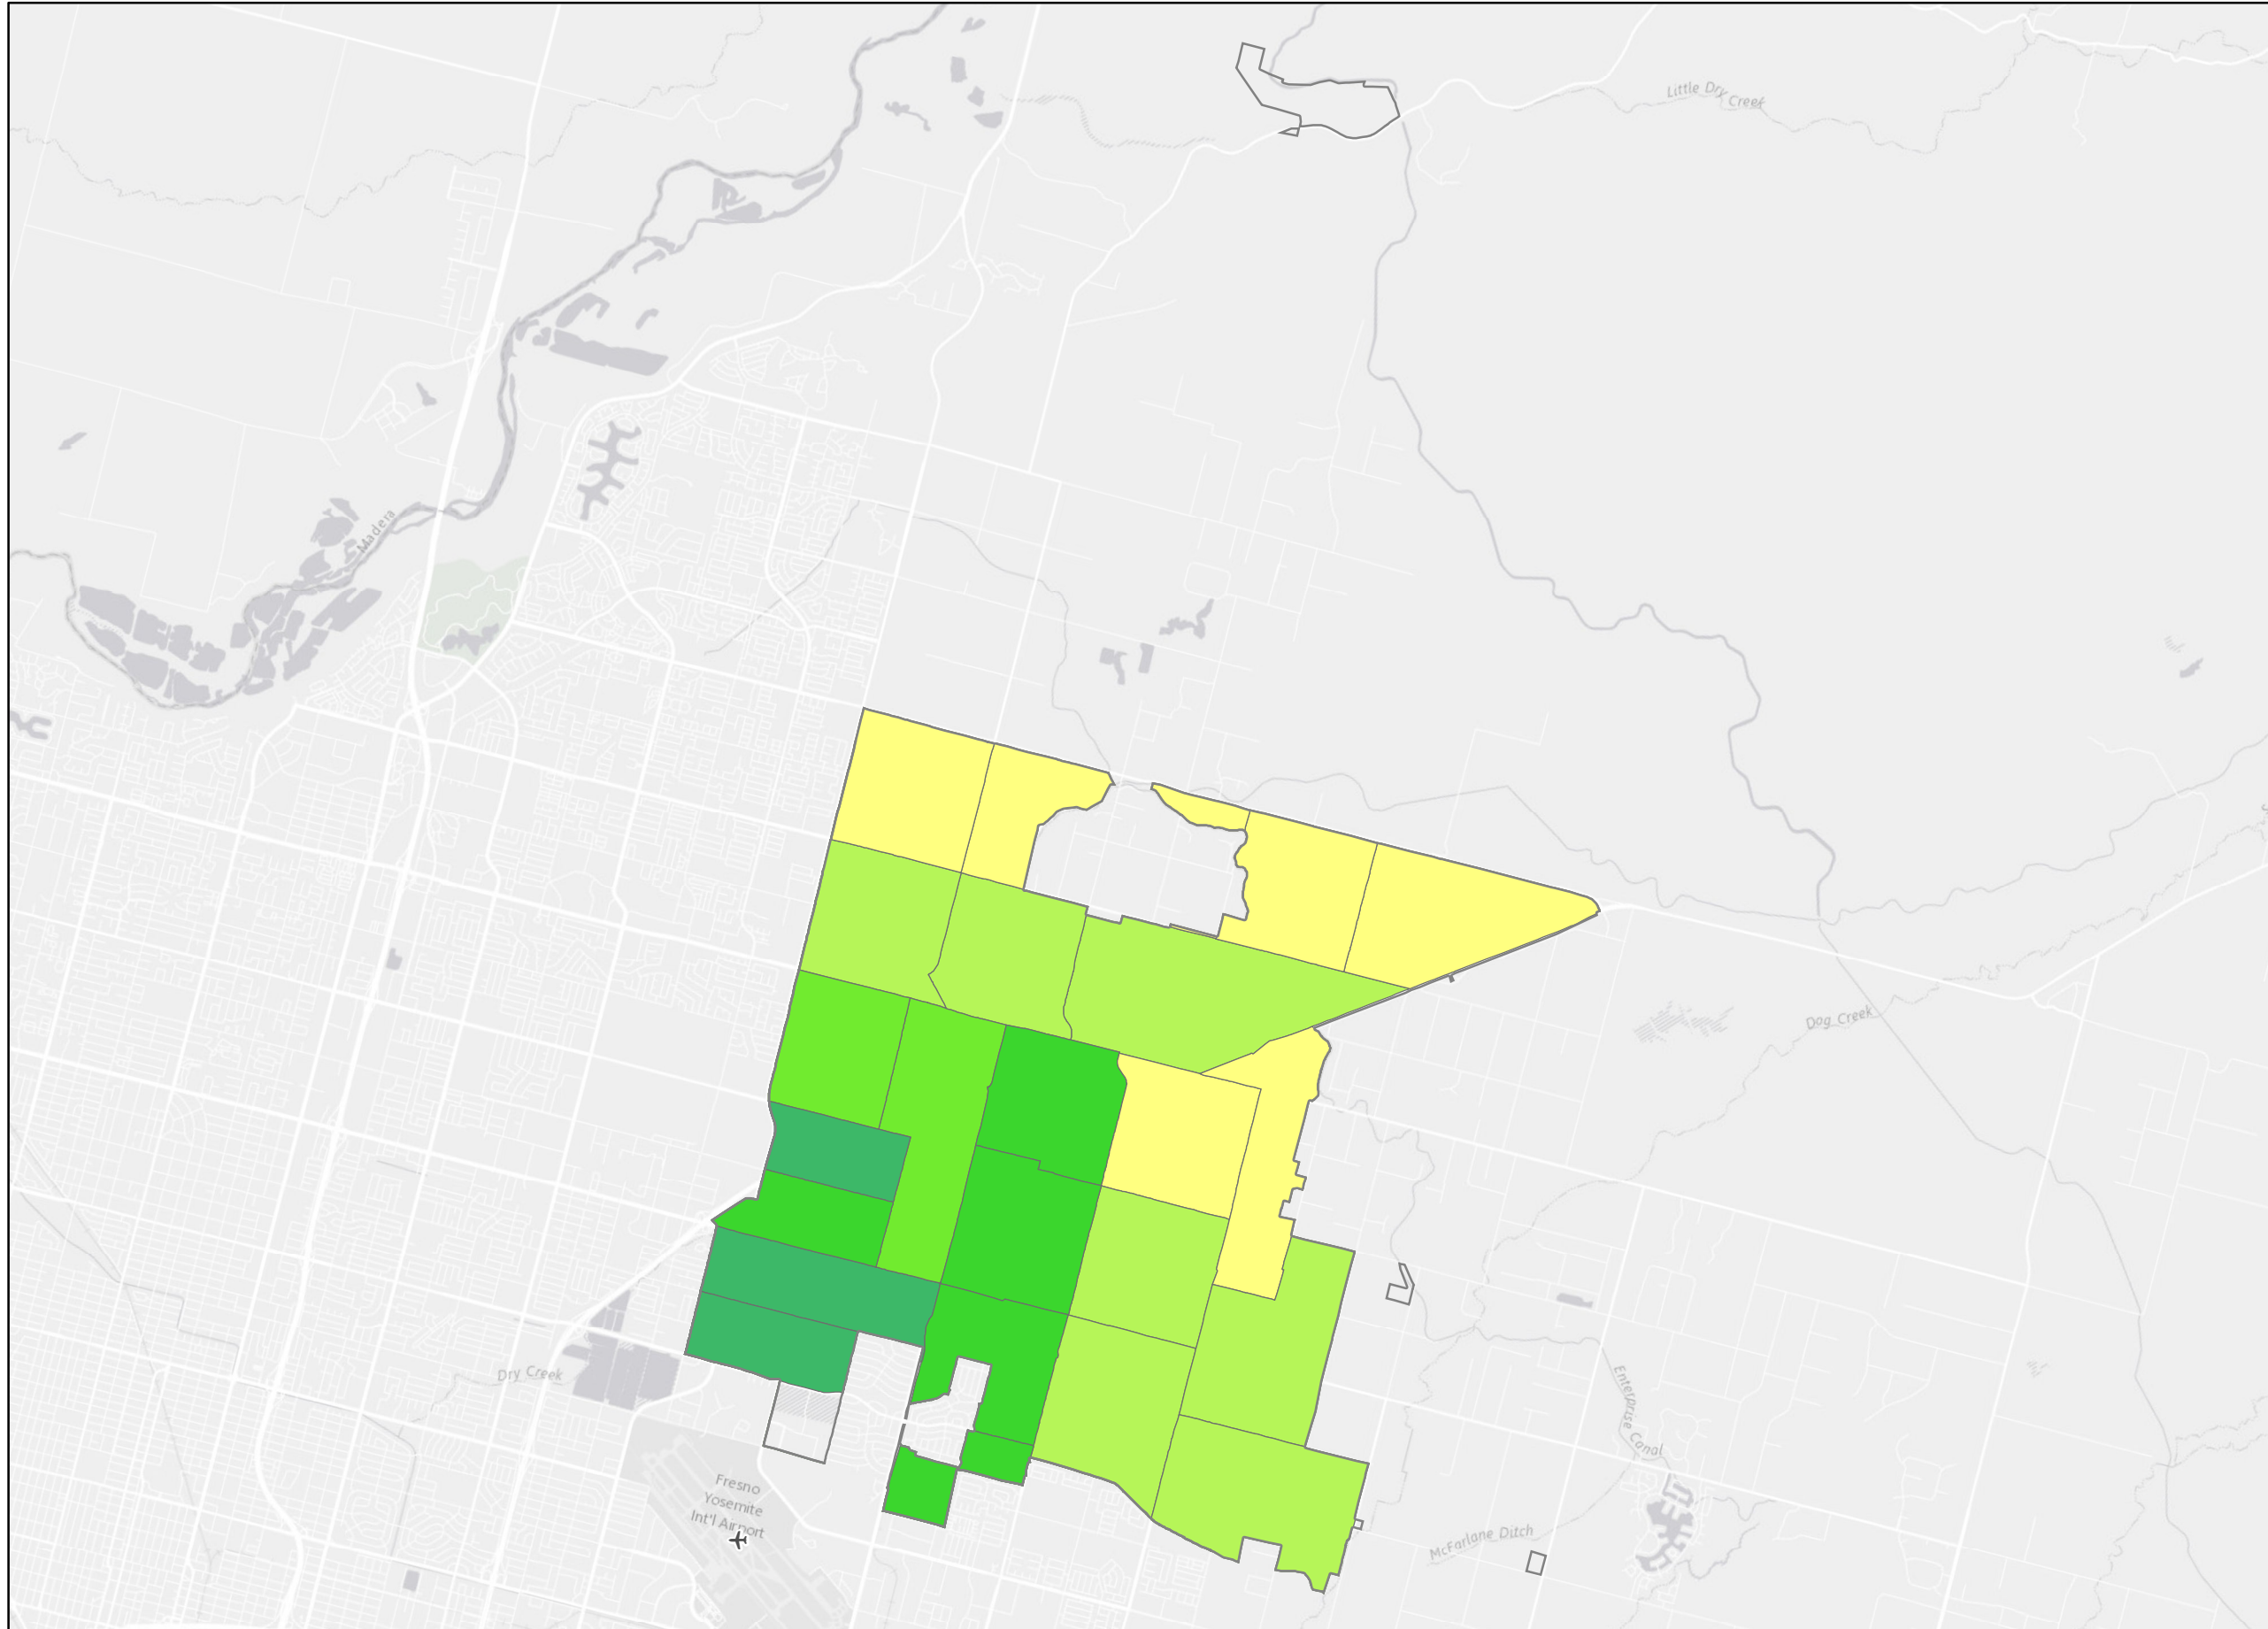 Little Dry Creek
Madera
Dog Creek
Dry Creek
Enterprise Canal
Fresno
Yosemite
Int'l Airport
McFarlane Ditch